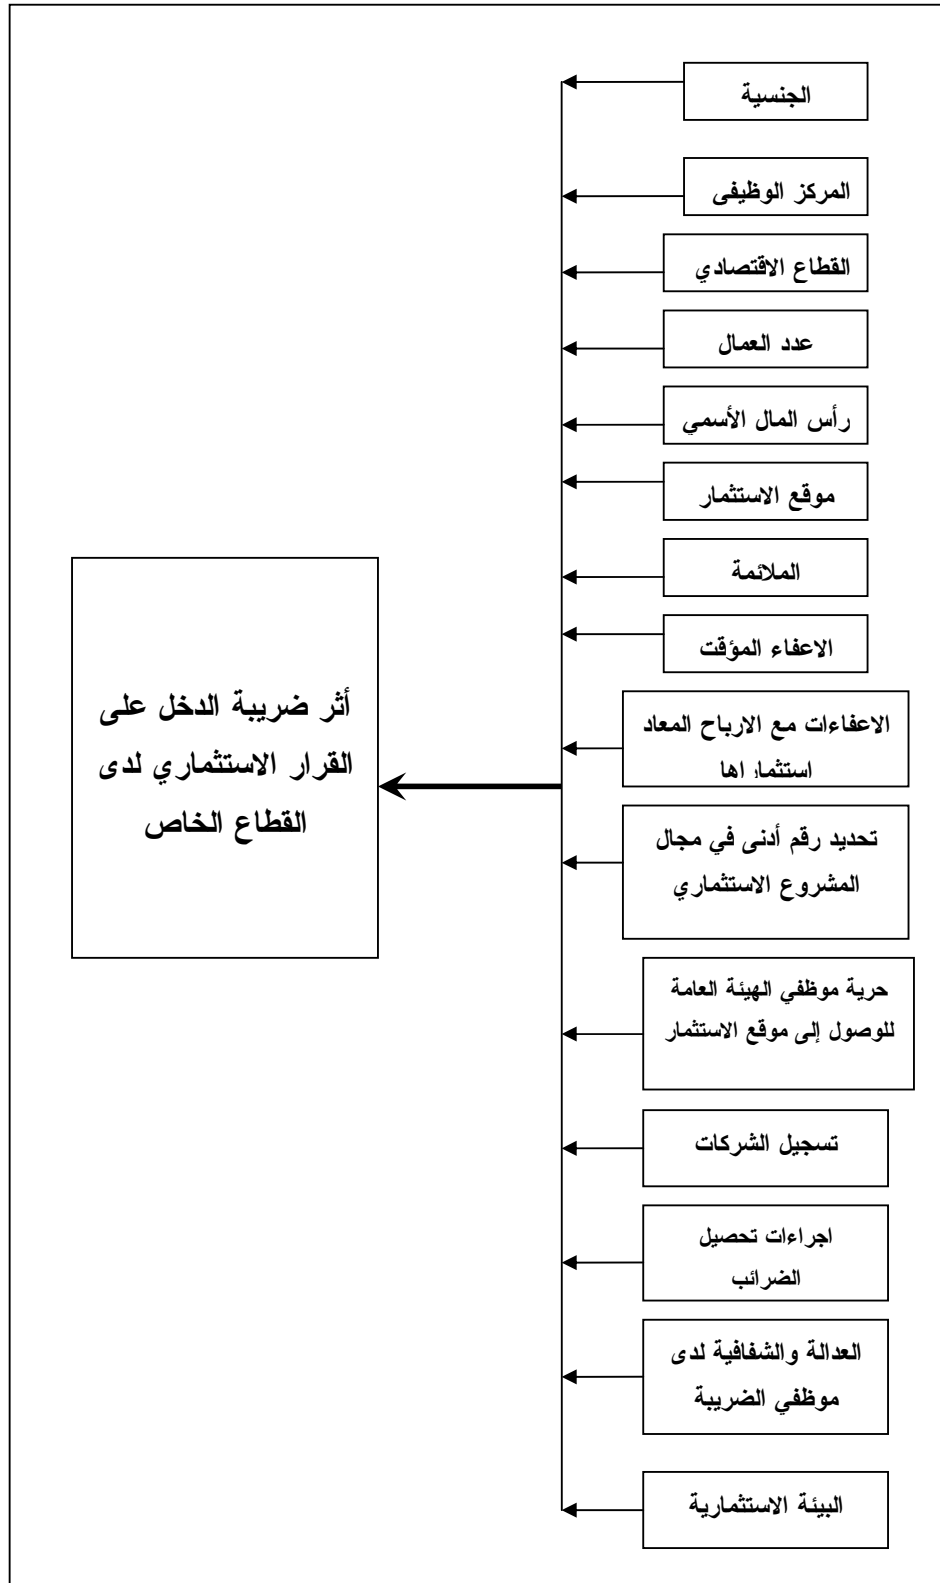 الجنسية
المركز الوظيفى
القطاع الاقتصادي
عدد العمال
رأس المال الأسمي
موقع الاستثمار
الملائمة
الاعفاء المؤقت
الاعفاءات مع الارباح المعاد
استثماراها
تحديد رقم أدنى في مجال
المشروع الاستثماري
حرية موظفي الهيئة العامة
للوصول إلى موقع الاستثمار
تسجيل الشركات
اجراءات تحصيل
الضرائب
العدالة والشفافية لدى
موظفي الضريبة
البيئة الاستثمارية
أثر ضريبة الدخل على
القرار الاستثماري لدى
القطاع الخاص